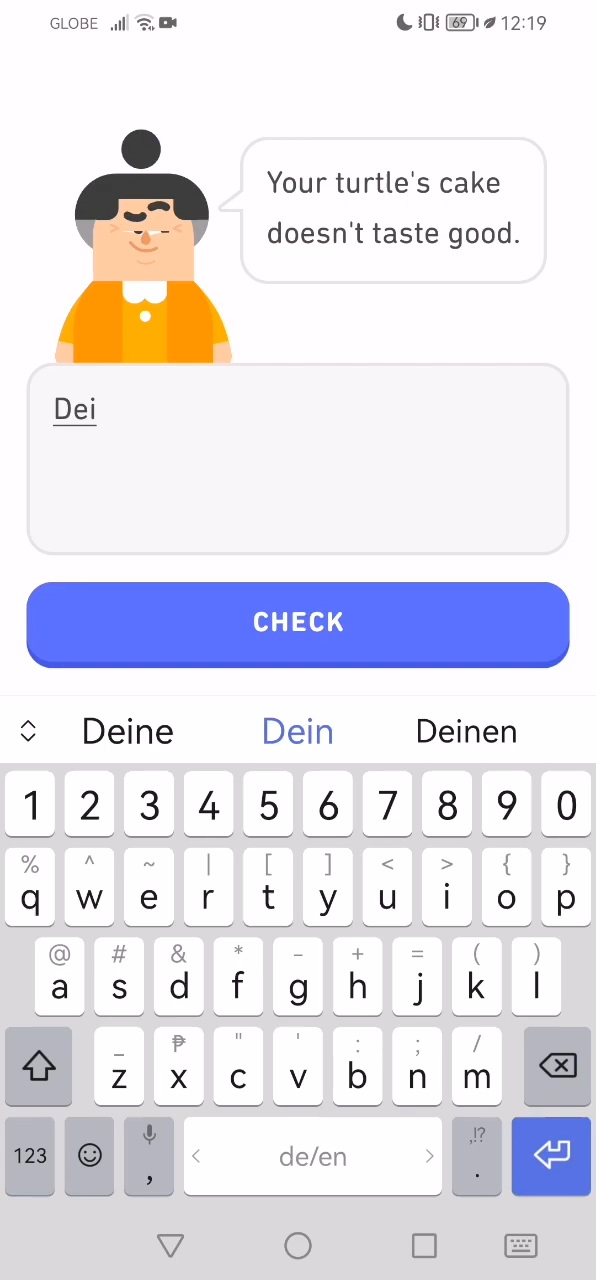 GLOBE 69 12:19
Your turtle's cake
doesn't taste good.
Dei
CHECK
Deine Dein Deinen
1 2 3 4 5 6 7 8 9 0
% ^ ~ | [ ] < > { }
q w e r t y u i o p
@ # & * - + = ( )
a s d f g h j k l
_ ₱ " ' : ; /
z x c v b n m
,!?
123 , < de/en > .